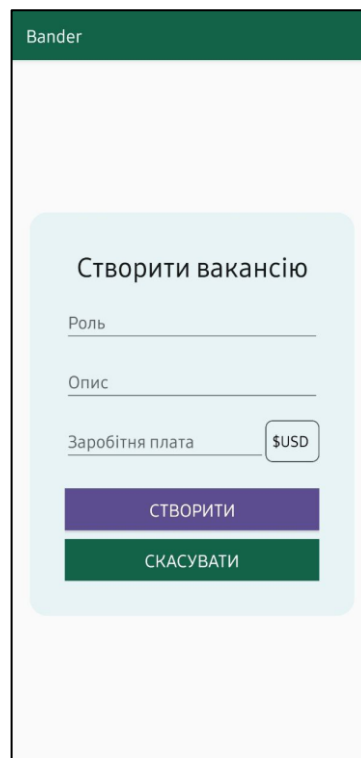 Bander
Створити вакансію
Роль
Опис
Заробітня плата $USD
СТВОРИТИ
СКАСУВАТИ